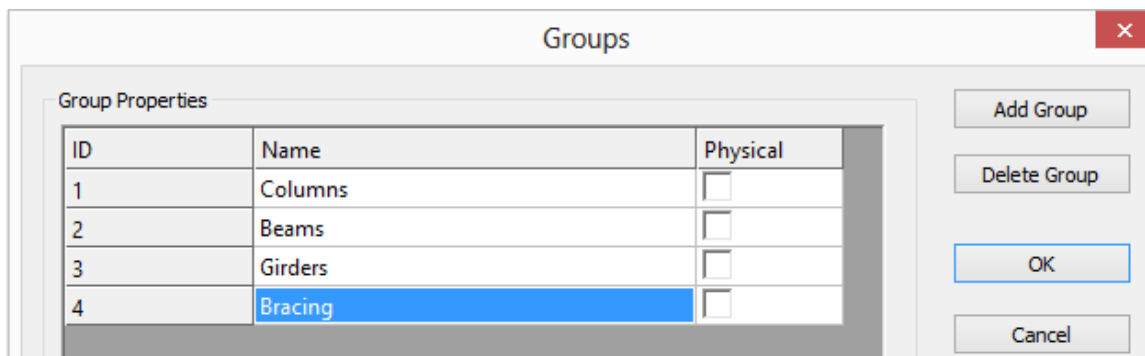 Groups
Group Properties
Add Group
ID Name Physical
Delete Group
1 Columns
2 Beams
3 Girders
OK
4 Bracing
Cancel